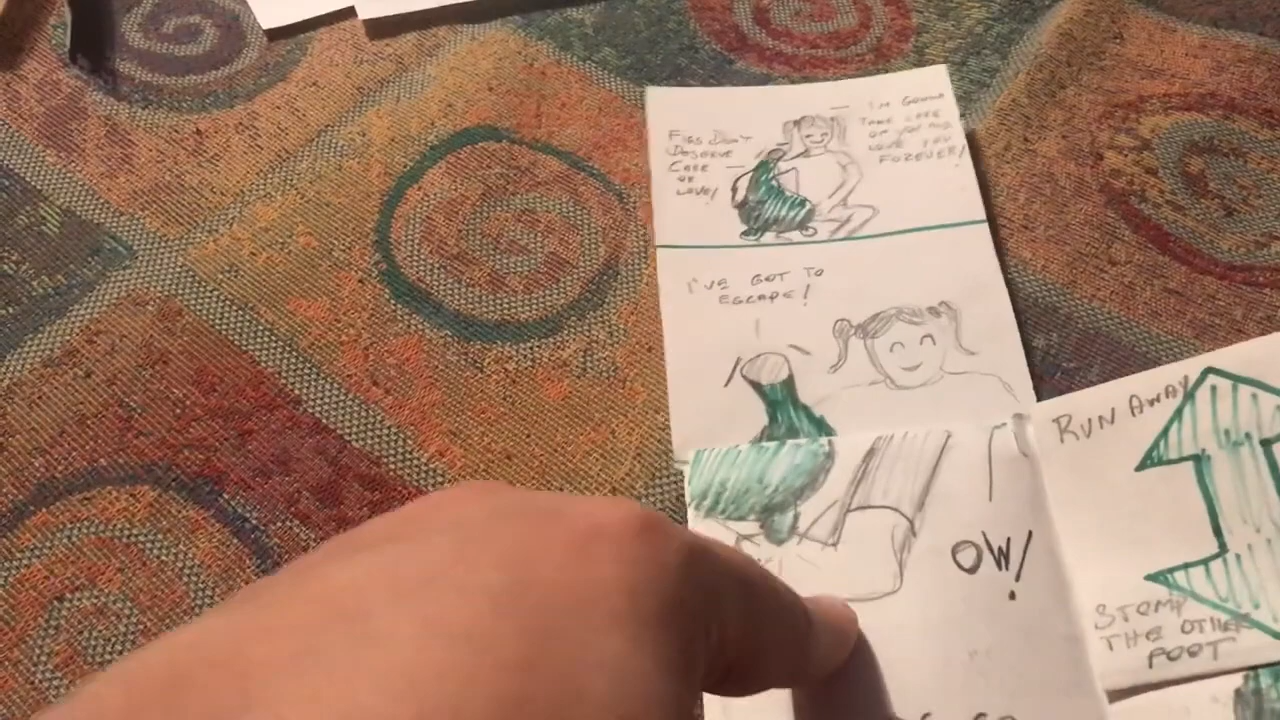 FIGS DON'T
DESERVE
CARE
OR
LOVE!
I'M GONNA
TAKE CARE
OF YOU AND
LOVE YOU
FOREVER!
I'VE GOT TO
ESCAPE!
OW!
RUN AWAY
STOMP
THE OTHER
FOOT